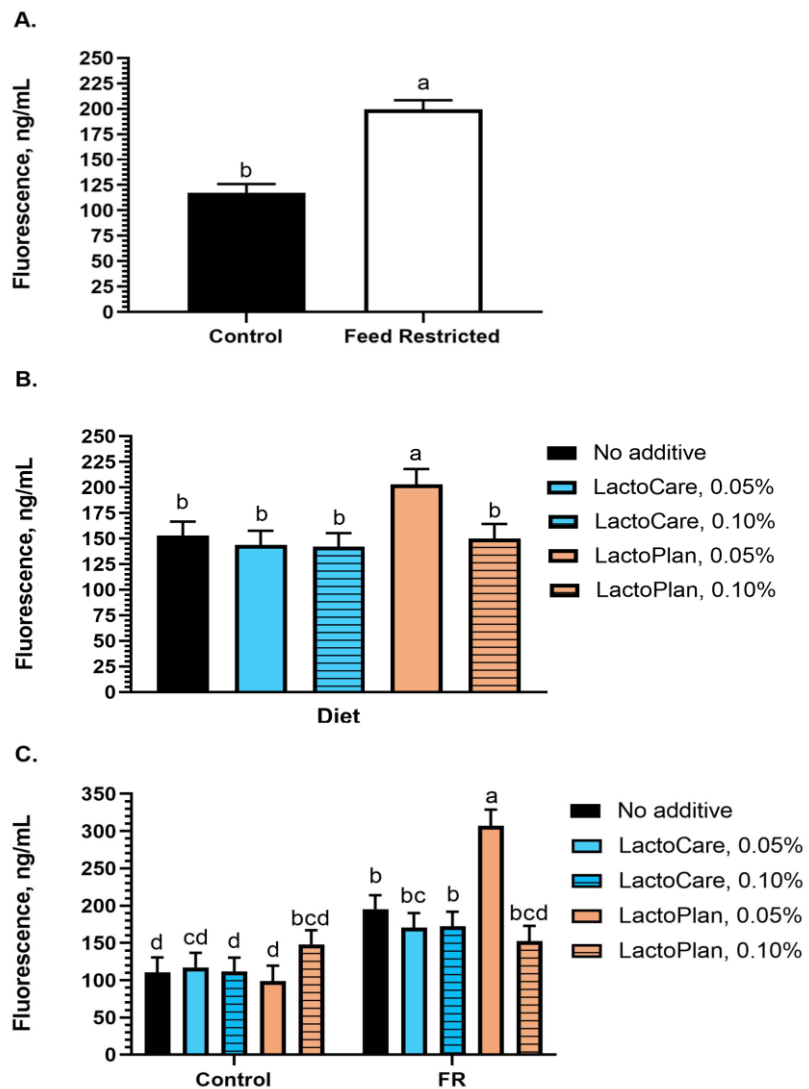 A.
Fluorescence, ng/mL
250
225
200
175
150
125
100
75
50
25
0
b
a
Control
Feed Restricted
B.
Fluorescence, ng/mL
250
225
200
175
150
125
100
75
50
25
0
b
b
b
a
b
Diet
No additive
LactoCare, 0.05%
LactoCare, 0.10%
LactoPlan, 0.05%
LactoPlan, 0.10%
C.
Fluorescence, ng/mL
350
300
250
200
150
100
50
0
d
cd
d
d
bcd
b
bc
b
a
bcd
Control
FR
No additive
LactoCare, 0.05%
LactoCare, 0.10%
LactoPlan, 0.05%
LactoPlan, 0.10%